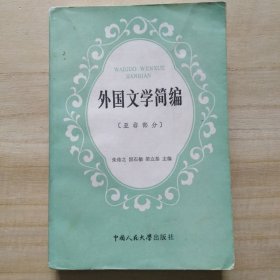 WAIGUO WENXUE
JIANBIAN
外国文学简编
〔亚非部分〕
朱维之 雷石榆 梁立基 主编
中国人民大学出版社